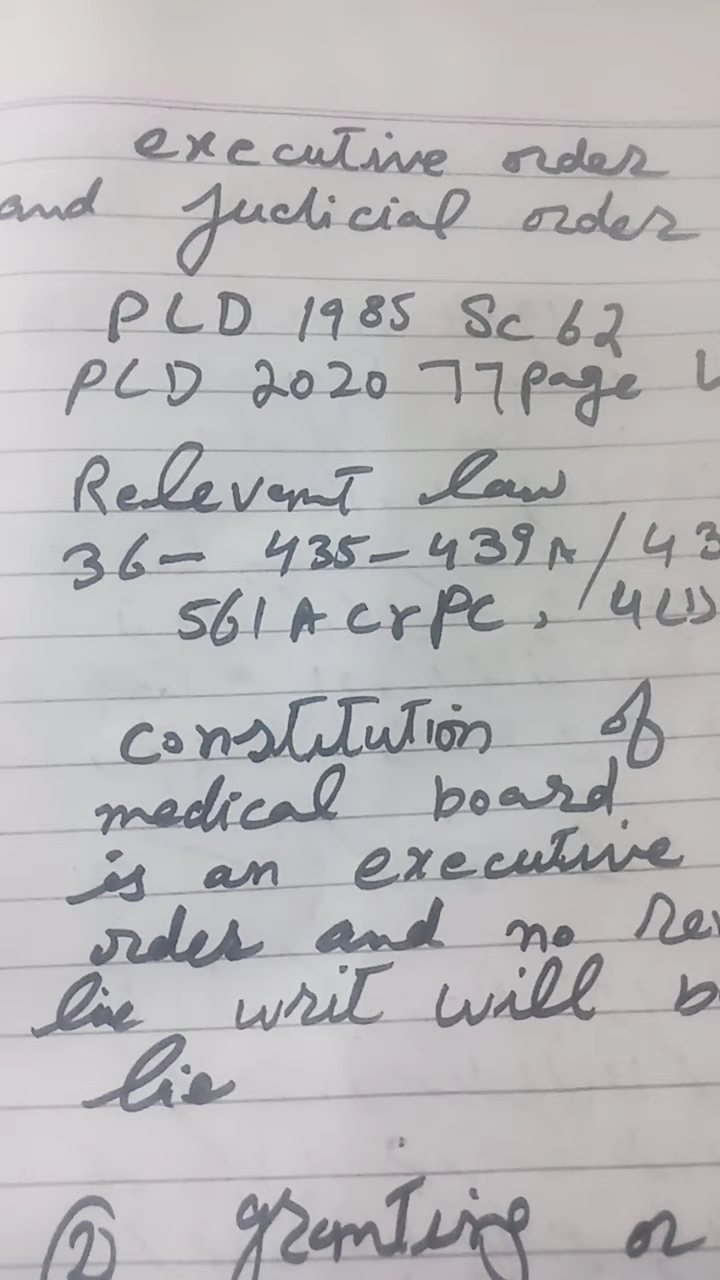 executive order
and judicial order
PLD 1985 SC 62
PLD 2020 77 page
Relevant law
36- 435-439A/43
561A CrPC, /4(1)
constitution of
medical board
is an executive
order and no
lie writ will
lie
② granting or